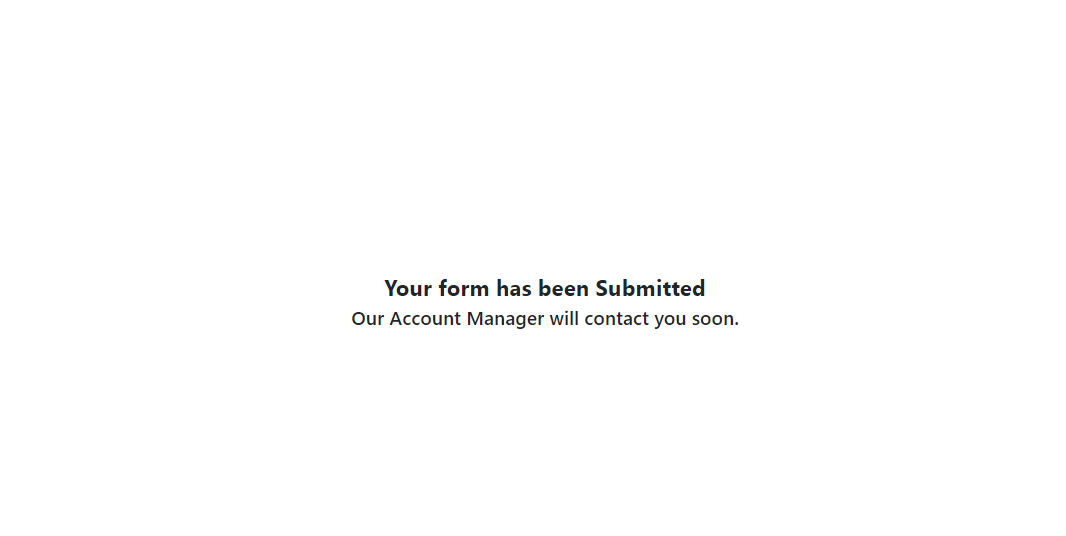 Your form has been Submitted
Our Account Manager will contact you soon.